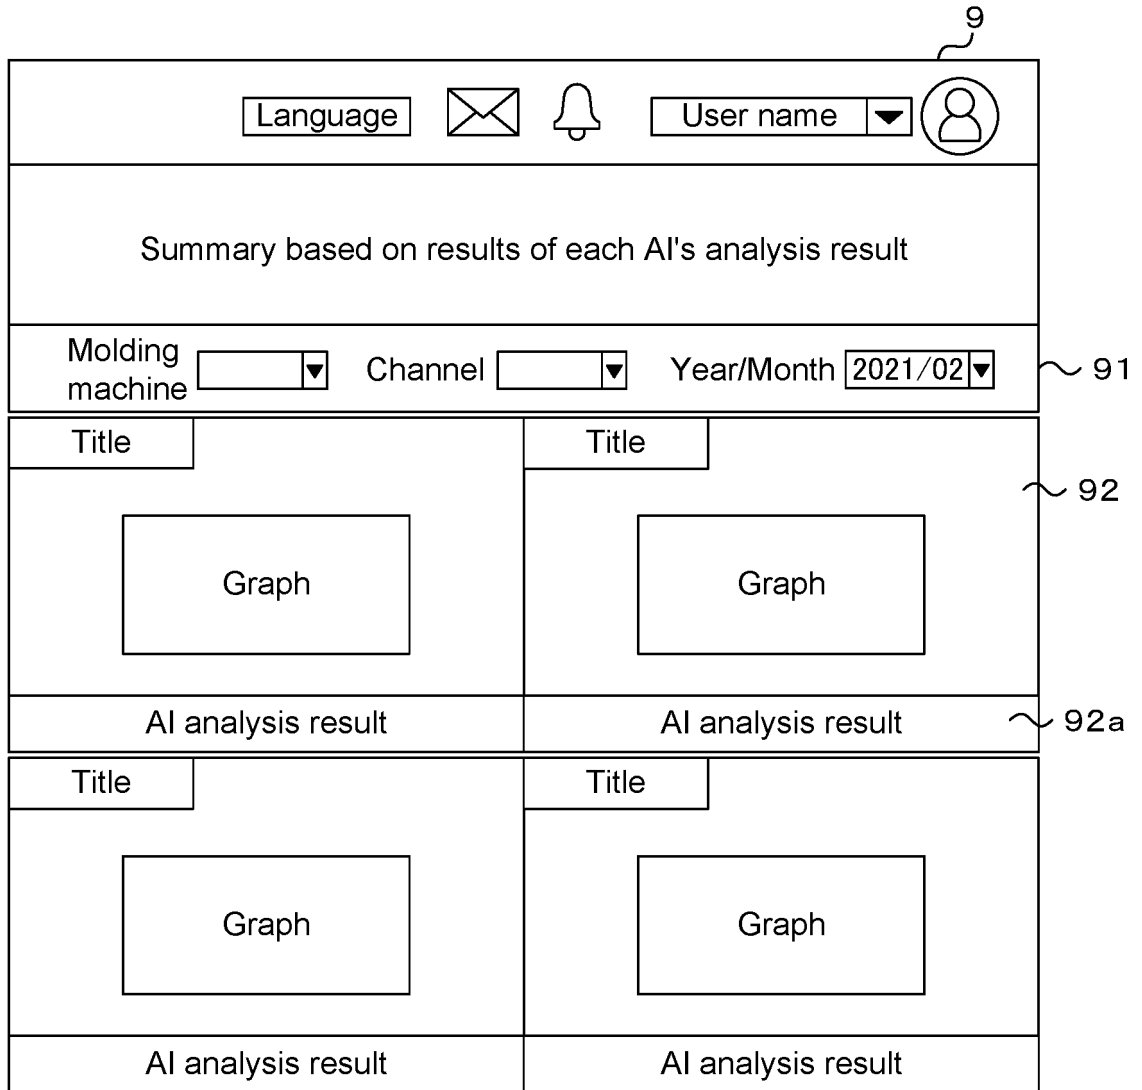 9
Language
User name
Summary based on results of each AI's analysis result
Molding
machine
Channel
Year/Month
2021/02
91
Title
Title
92
Graph
Graph
AI analysis result
AI analysis result
92a
Title
Title
Graph
Graph
AI analysis result
AI analysis result